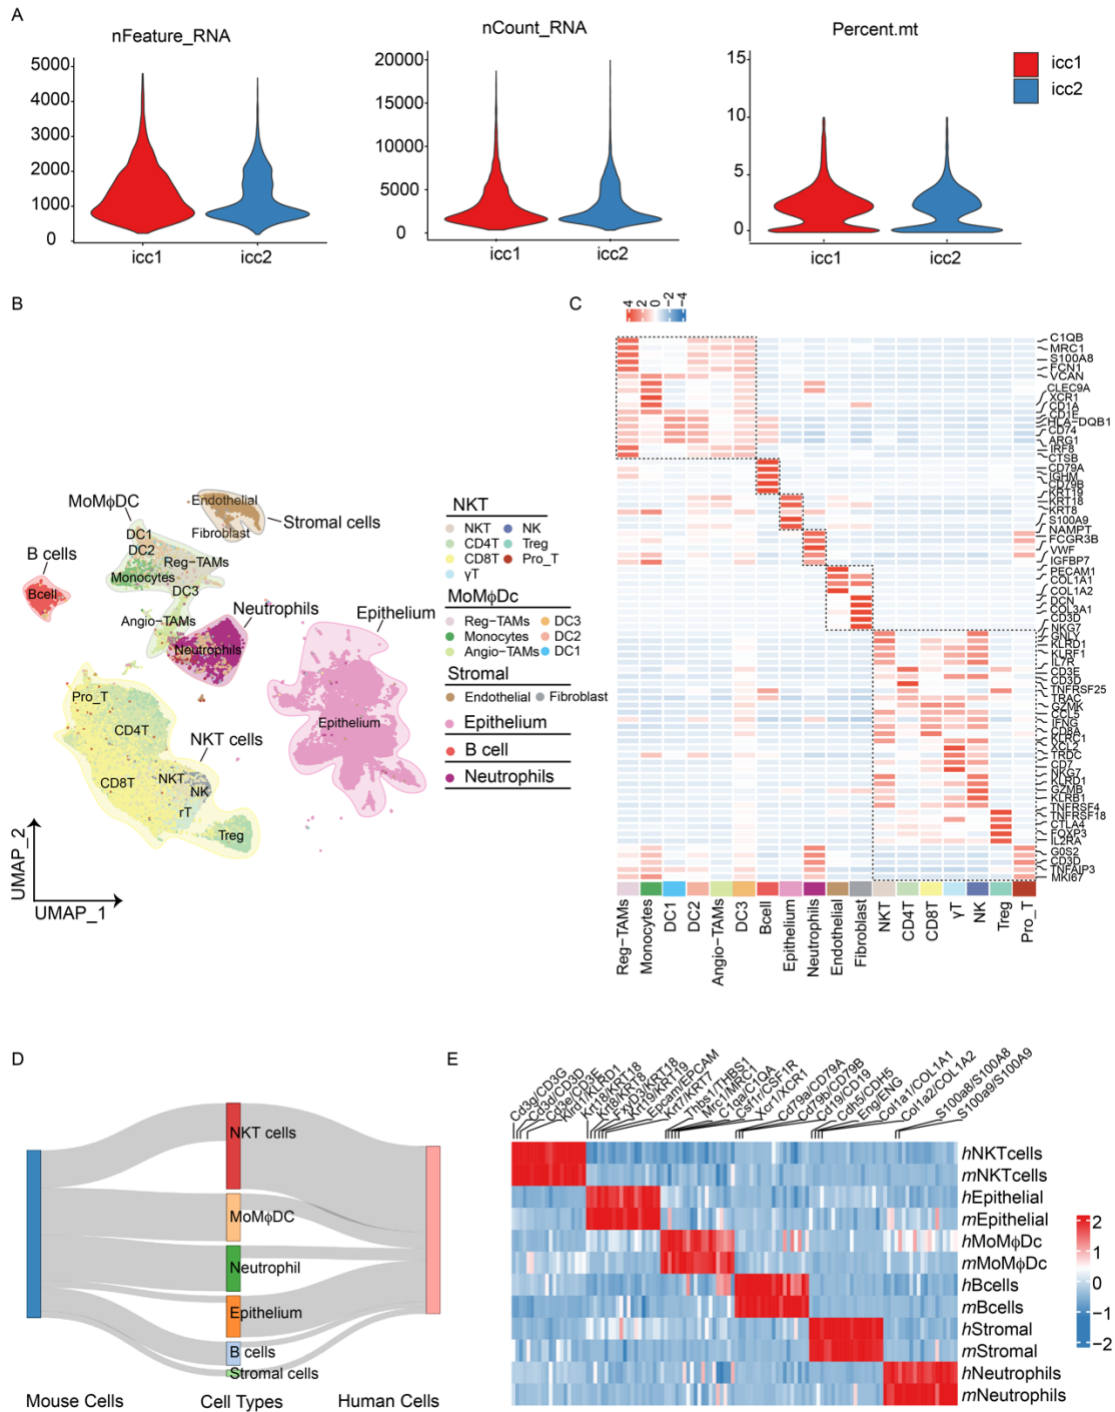 A
nFeature_RNA
5000
4000
3000
2000
1000
0
icc1
icc2
nCount_RNA
20000
15000
10000
5000
0
icc1
icc2
Percent.mt
15
10
5
0
icc1
icc2
icc1
icc2
B
MoMϕDC
Endothelial
Fibroblast
Stromal cells
DC1
DC2
Reg-TAMs
Monocytes
DC3
B cells
Bcell
Angio-TAMs
Neutrophils
Neutrophils
Epithelium
Epithelium
Pro_T
CD4T
NKT cells
CD8T
NKT
NK
rT
Treg
UMAP_2
UMAP_1
NKT
NKT
NK
CD4T
Treg
CD8T
Pro_T
γT
MoMϕDc
Reg-TAMs
DC3
Monocytes
DC2
Angio-TAMs
DC1
Stromal
Endothelial
Fibroblast
Epithelium
B cell
Neutrophils
C
4
2
0
-2
-4
C1QB
MRC1
S100A8
FCN1
VCAN
CLEC9A
XCR1
CD1A
CD1E
HLA-DQB1
CD74
ARG1
IRF8
CTSB
CD79A
IGHM
CD79B
KRT19
KRT18
KRT8
S100A9
NAMPT
FCGR3B
VWF
IGFBP7
PECAM1
COL1A1
COL1A2
DCN
COL3A1
CD3D
NKG7
GNLY
KLRD1
KLRF1
IL7R
CD3E
CD3D
TNFRSF25
TRAC
GZMK
CCL5
IFNG
CD8A
KLRC1
XCL2
TRDC
CD7
NKG7
KLRD1
GZMB
KLRB1
TNFRSF4
TNFRSF18
CTLA4
FOXP3
IL2RA
G0S2
CD3D
TNFAIP3
MKI67
Reg-TAMs
Monocytes
DC1
DC2
Angio-TAMs
DC3
Bcell
Epithelium
Neutrophils
Endothelial
Fibroblast
NKT
CD4T
CD8T
γT
NK
Treg
Pro_T
D
NKT cells
MoMϕDC
Neutrophil
Epithelium
B cells
Stromal cells
Mouse Cells
Cell Types
Human Cells
E
Cd3g/CD3G
Cd3d/CD3D
Cd3e/CD3E
Klrd1/KLRD1
Krt18/KRT18
Krt8/KRT8
Fxyd3/KRT18
Krt19/KRT19
Epcam/EPCAM
Krt7/KRT7
Thbs1/THBS1
Mrc1/MRC1
C1qa/C1QA
Csf1r/CSF1R
Xcr1/XCR1
Cd79a/CD79A
Cd79b/CD79B
Cd19/CD19
Cdh5/CDH5
Eng/ENG
Col1a1/COL1A1
Col1a2/COL1A2
S100a8/S100A8
S100a9/S100A9
hNKTcells
mNKTcells
hEpithelial
mEpithelial
hMoMϕDc
mMoMϕDc
hBcells
mBcells
hStromal
mStromal
hNeutrophils
mNeutrophils
2
1
0
-1
-2